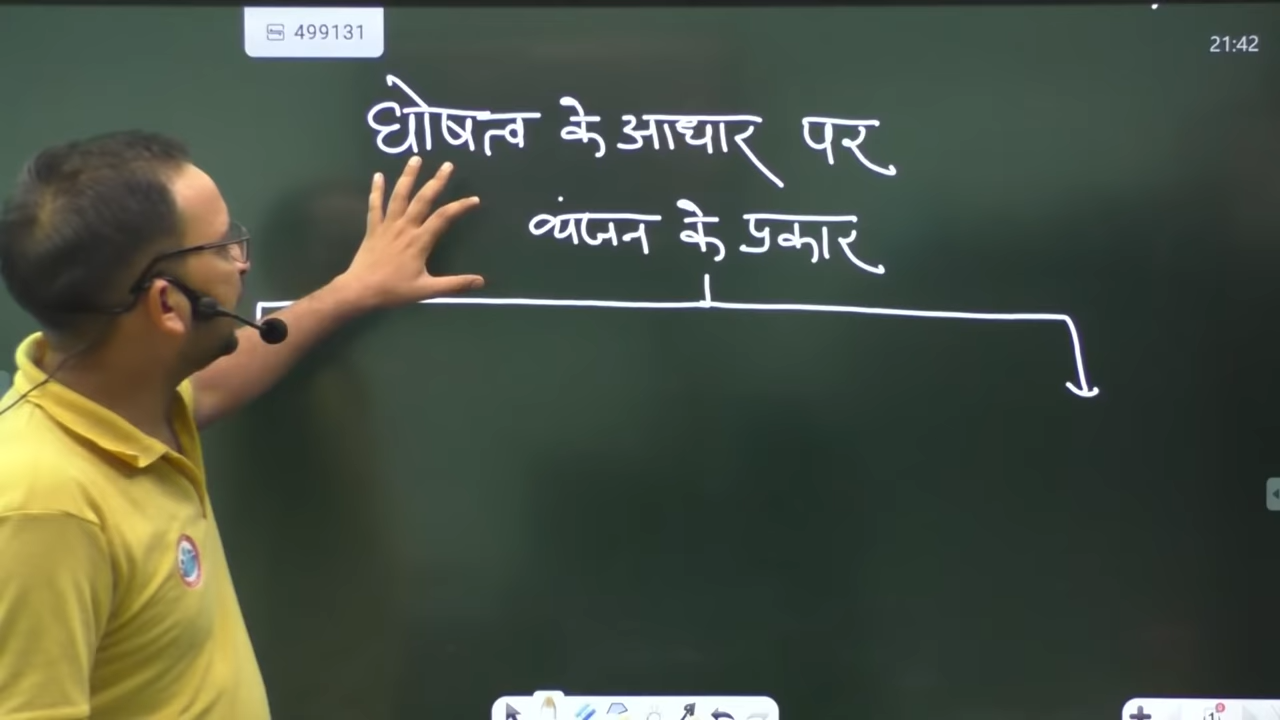 499131
21:42
घोषत्व के आधार पर
व्यंजन के प्रकार